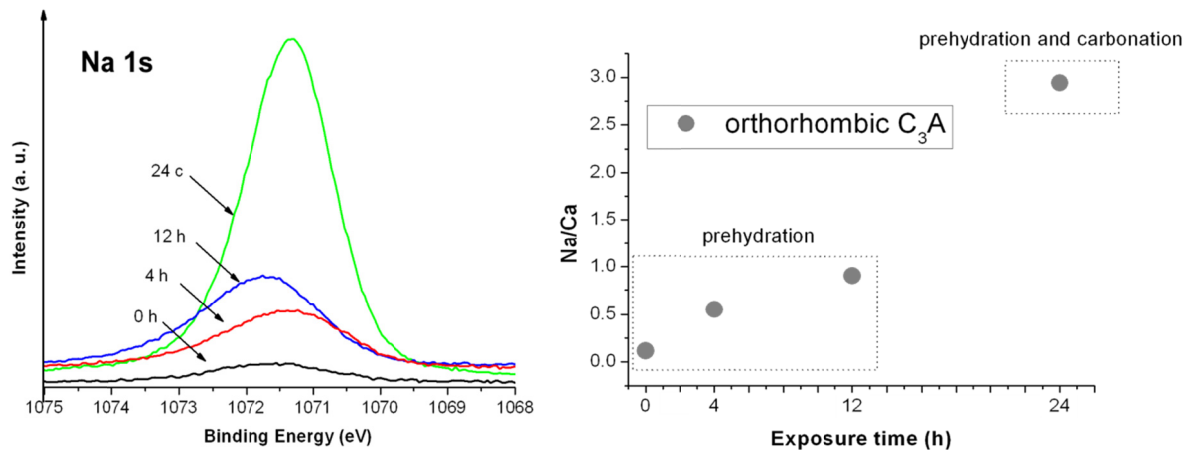 Na 1s
24 c
12 h
4 h
0 h
Intensity (a. u.)
1075 1074 1073 1072 1071 1070 1069 1068
Binding Energy (eV)
prehydration and carbonation
orthorhombic C₃A
prehydration
Na/Ca
3.0
2.5
2.0
1.5
1.0
0.5
0.0
0 4 12 24
Exposure time (h)